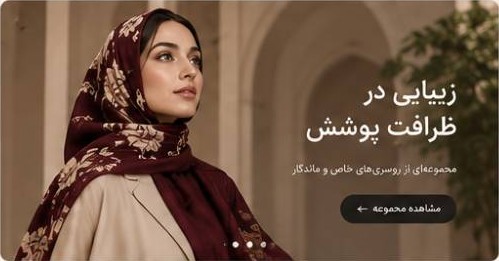 زیبایی در
ظرافت پوشش
مجموعه‌ای از روسری‌های خاص و ماندگار
مشاهده مجموعه ←